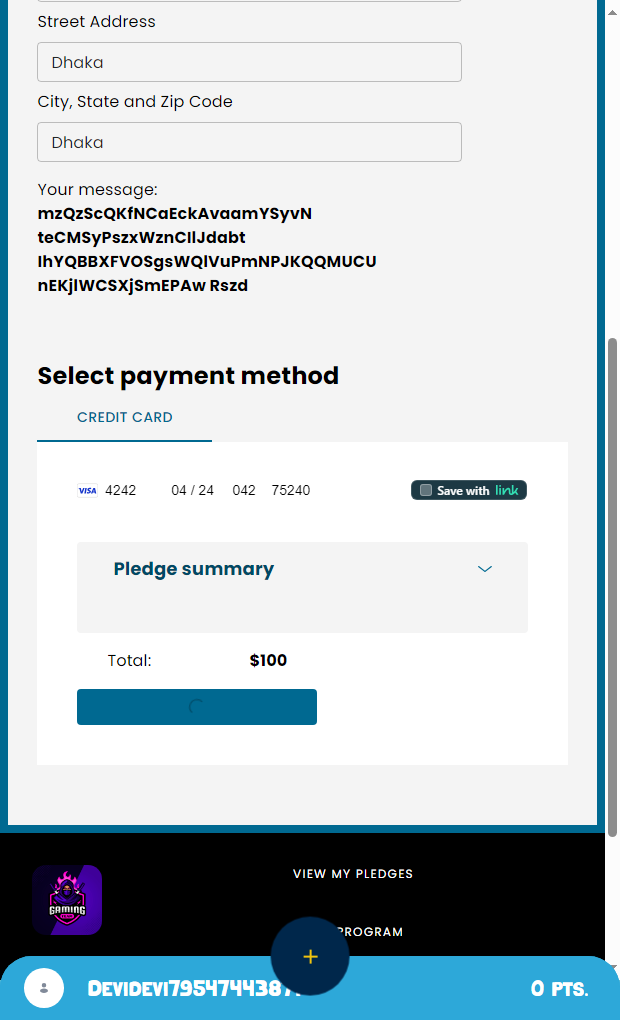 Street Address
Dhaka
City, State and Zip Code
Dhaka
Your message:
mzQzScQKfNCaEckAvaamYSyvN
teCMSyPszxWznCIlJdabt
IhYQBBXFVOSgsWQlVuPmNPJKQQMUCU
nEKjlWCSXjSmEPAw Rszd
Select payment method
CREDIT CARD
VISA 4242 04 / 24 042 75240 Save with link
Pledge summary
Total: $100
VIEW MY PLEDGES
GAMING
PROGRAM
+
0 PTS.